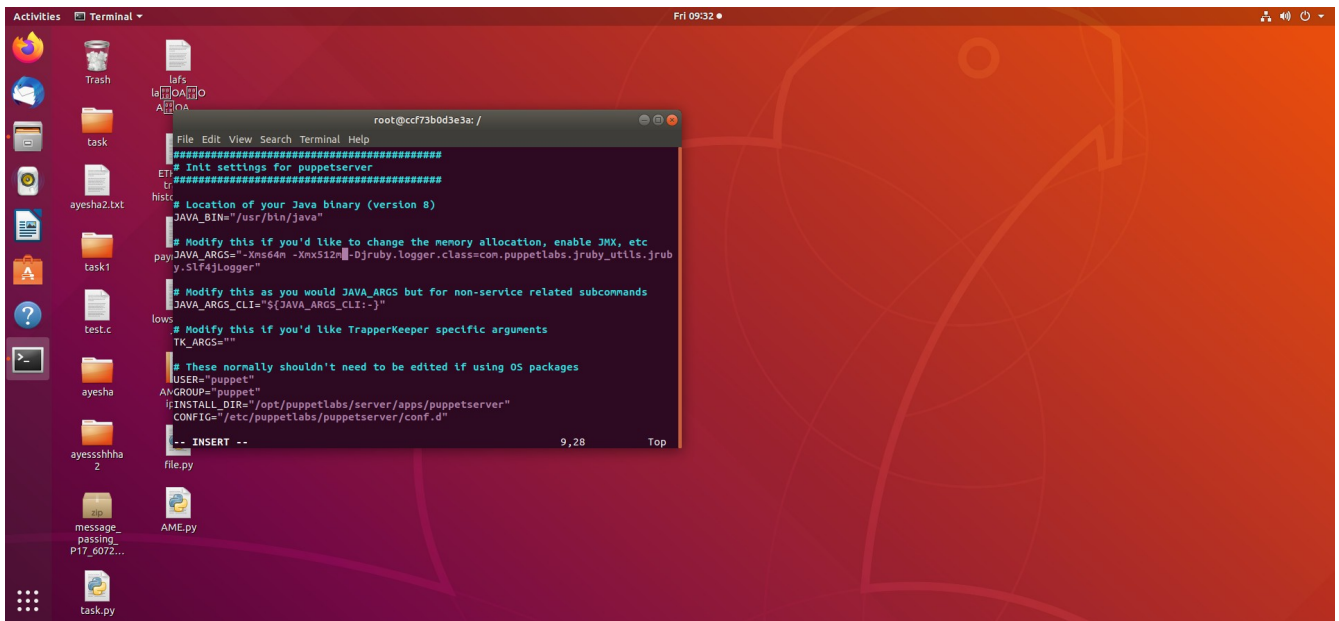 Activities Terminal
Fri 09:32
Trash
lafs
la OA O
A OA
task
ayesha2.txt
task1
test.c
ayesha
ayessshhha
2
zip
message_
passing_
P17_6072...
task.py
file.py
AME.py
root@ccf73b0d3e3a: /
File Edit View Search Terminal Help
###########################################
# Init settings for puppetserver
###########################################
# Location of your Java binary (version 8)
JAVA_BIN="/usr/bin/java"
# Modify this if you'd like to change the memory allocation, enable JMX, etc
JAVA_ARGS="-Xms64m -Xmx512m -Djruby.logger.class=com.puppetlabs.jruby_utils.jrub
y.Slf4jLogger"
# Modify this as you would JAVA_ARGS but for non-service related subcommands
JAVA_ARGS_CLI="${JAVA_ARGS_CLI:-}"
# Modify this if you'd like TrapperKeeper specific arguments
TK_ARGS=""
# These normally shouldn't need to be edited if using OS packages
USER="puppet"
GROUP="puppet"
INSTALL_DIR="/opt/puppetlabs/server/apps/puppetserver"
CONFIG="/etc/puppetlabs/puppetserver/conf.d"
-- INSERT -- 9,28 Top